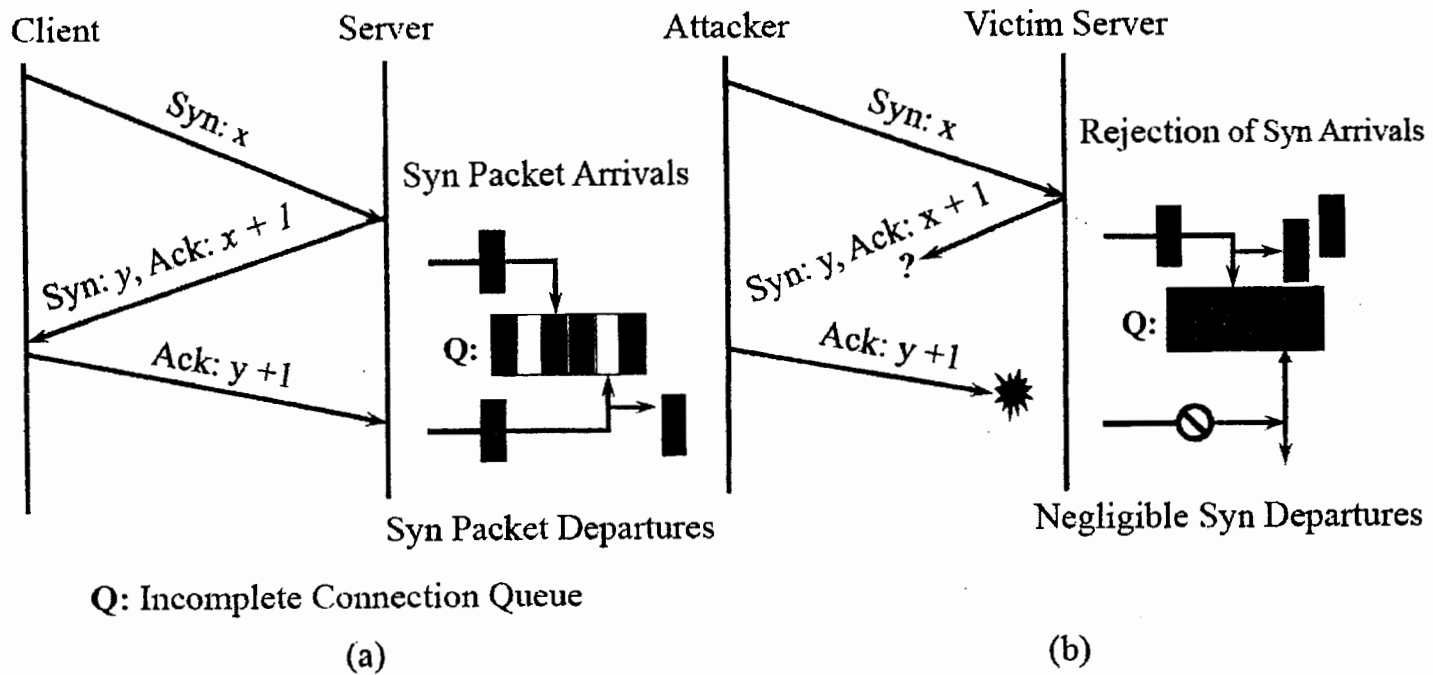 Client
Server
Syn: x
Syn: y, Ack: x + 1
Ack: y +1
Syn Packet Arrivals
Q:
Syn Packet Departures
Q: Incomplete Connection Queue
(a)
Attacker
Victim Server
Syn: x
Syn: y, Ack: x + 1
?
Ack: y +1
Rejection of Syn Arrivals
Q:
Negligible Syn Departures
(b)